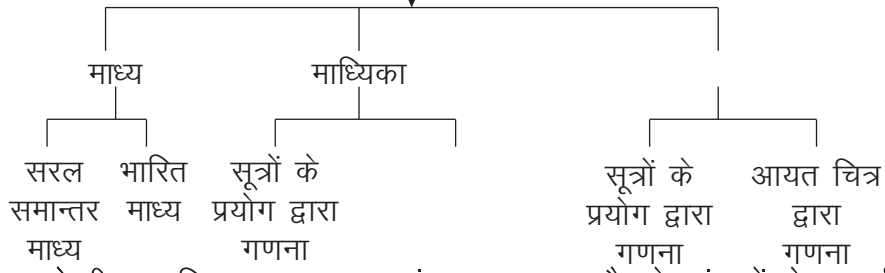 माध्य
माध्यिका
सरल
समान्तर
माध्य
भारित
माध्य
सूत्रों के
प्रयोग द्वारा
गणना
सूत्रों के
प्रयोग द्वारा
गणना
आयत चित्र
द्वारा
गणना